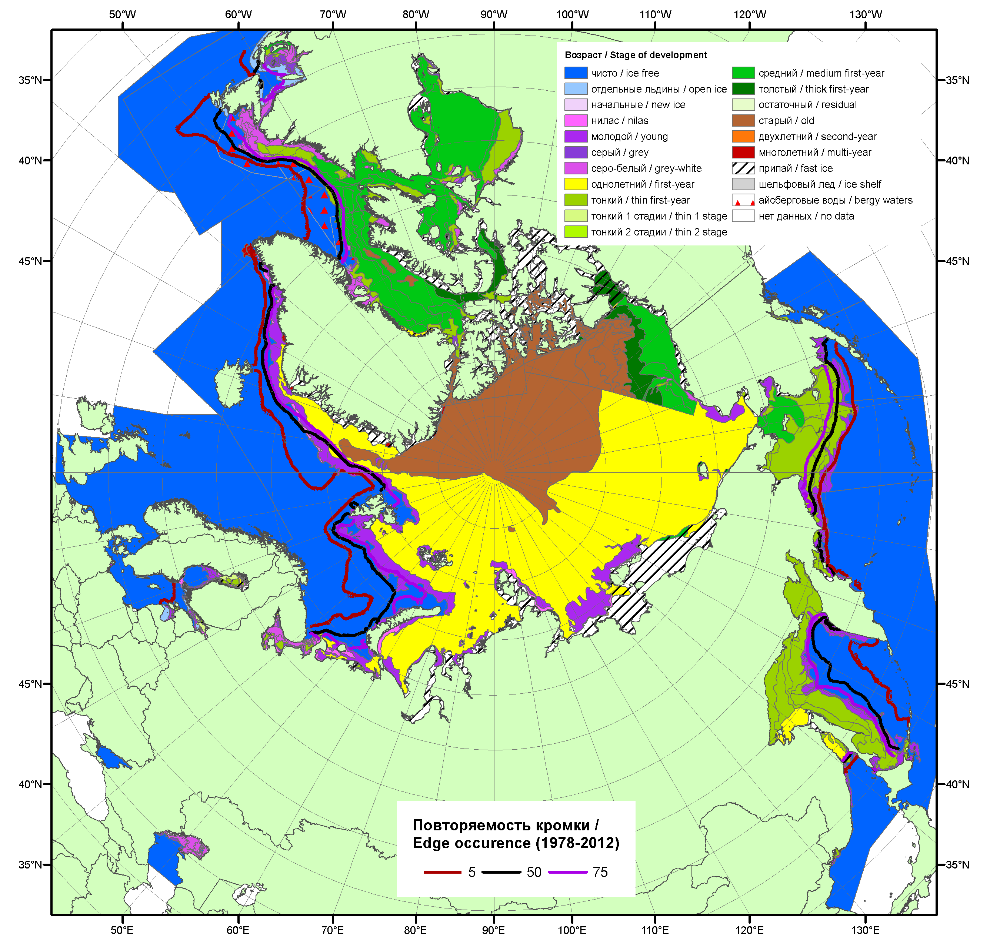 50°W 60°W 70°W 80°W 90°W 100°W 110°W 120°W 130°W
Возраст / Stage of development
чисто / ice free
отдельные льдины / open ice
начальные / new ice
нилас / nilas
молодой / young
серый / grey
серо-белый / grey-white
однолетний / first-year
тонкий / thin first-year
тонкий 1 стадии / thin 1 stage
тонкий 2 стадии / thin 2 stage
средний / medium first-year
толстый / thick first-year
остаточный / residual
старый / old
двухлетний / second-year
многолетний / multi-year
припай / fast ice
шельфовый лед / ice shelf
айсберговые воды / bergy waters
нет данных / no data
35°N 35°N
40°N 40°N
45°N 45°N
45°N 45°N
40°N 40°N
35°N 35°N
Повторяемость кромки /
Edge occurence (1978-2012)
5 50 75
50°E 60°E 70°E 80°E 90°E 100°E 110°E 120°E 130°E